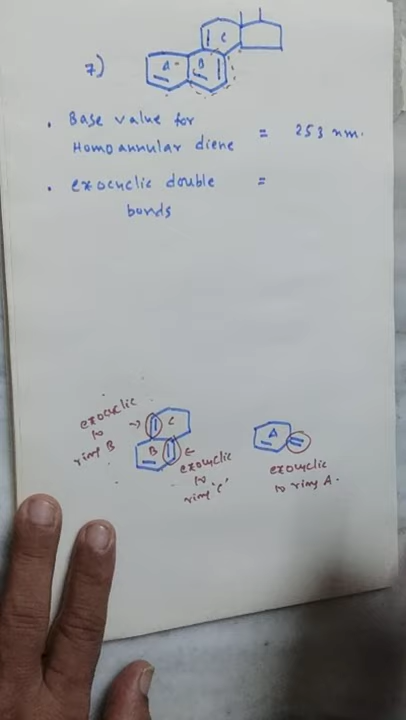 7)
C
A
B
• Base value for
Homoannular diene = 253 nm.
• exocyclic double =
bonds
exocyclic
to
ring B
C
B
exocyclic
to
ring 'C'
A
exocyclic
to ring A.